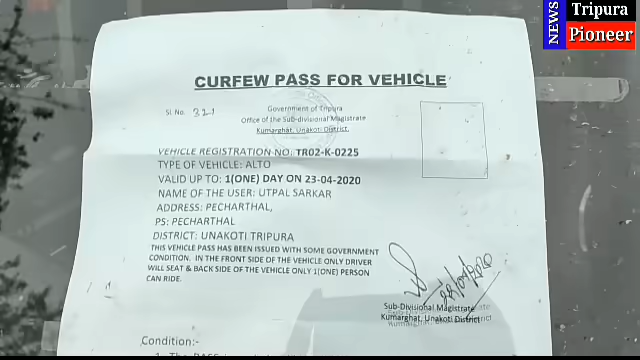 NEWS
Tripura
Pioneer
CURFEW PASS FOR VEHICLE
Sl. No. 321
Government of Tripura
Office of the Sub-divisional Magistrate
Kumarghat, Unakoti District.
VEHICLE REGISTRATION NO: TR02-K-0225
TYPE OF VEHICLE: ALTO
VALID UP TO: 1(ONE) DAY ON 23-04-2020
NAME OF THE USER: UTPAL SARKAR
ADDRESS: PECHARTHAL,
PS: PECHARTHAL
DISTRICT: UNAKOTI TRIPURA
THIS VEHICLE PASS HAS BEEN ISSUED WITH SOME GOVERNMENT
CONDITION. IN THE FRONT SIDE OF THE VEHICLE ONLY DRIVER
WILL SEAT & BACK SIDE OF THE VEHICLE ONLY 1(ONE) PERSON
CAN RIDE.
Sub-Divisional Magistrate
Kumarghat, Unakoti District
Condition:-